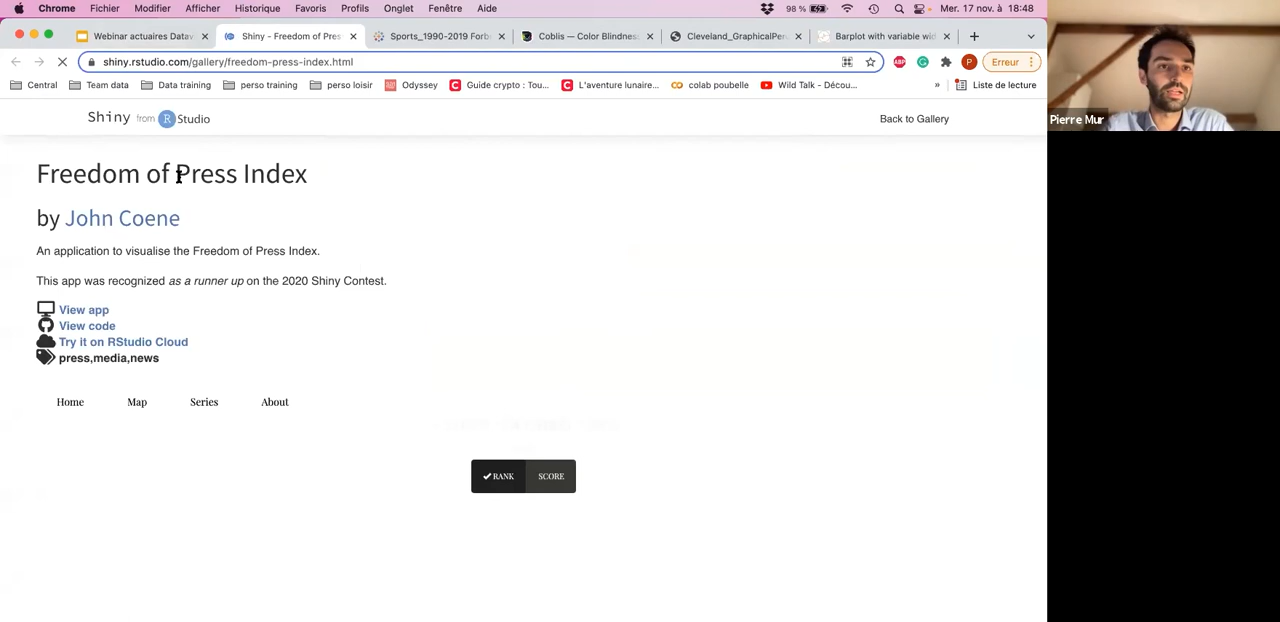 Chrome Fichier Modifier Afficher Historique Favoris Profils Onglet Fenêtre Aide 98 % Mer. 17 nov. à 18:48
Webinar actuaires Datav Shiny - Freedom of Pres Sports_1990-2019 Forb Coblis — Color Blindness Cleveland_GraphicalPer Barplot with variable wid
shiny.rstudio.com/gallery/freedom-press-index.html ABP P Erreur
Central Team data Data training perso training perso loisir Odyssey Guide crypto : Tou... L'aventure lunaire... colab poubelle Wild Talk - Décou... » Liste de lecture
Shiny from R Studio Back to Gallery
Pierre Mur
Freedom of Press Index
by John Coene
An application to visualise the Freedom of Press Index.
This app was recognized as a runner up on the 2020 Shiny Contest.
View app
View code
Try it on RStudio Cloud
press,media,news
Home Map Series About
RANK SCORE